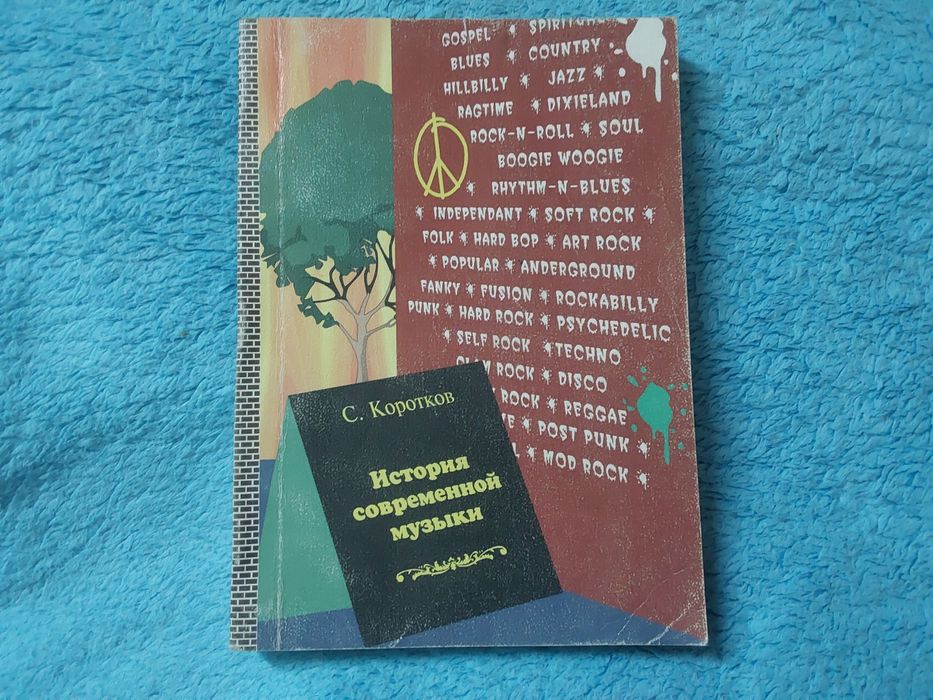 GOSPEL * SPIRITUAL
BLUES * COUNTRY
HILLBILLY * JAZZ *
RAGTIME * DIXIELAND
ROCK-N-ROLL * SOUL
BOOGIE WOOGIE
* RHYTHM-N-BLUES
* INDEPENDANT * SOFT ROCK *
FOLK * HARD BOP * ART ROCK
* POPULAR * ANDERGROUND
FANKY * FUSION * ROCKABILLY
PUNK * HARD ROCK * PSYCHEDELIC
* SELF ROCK * TECHNO
ROCK * DISCO
ROCK * REGGAE
* POST PUNK *
* MOD ROCK *
С. Коротков
История
современной
музыки